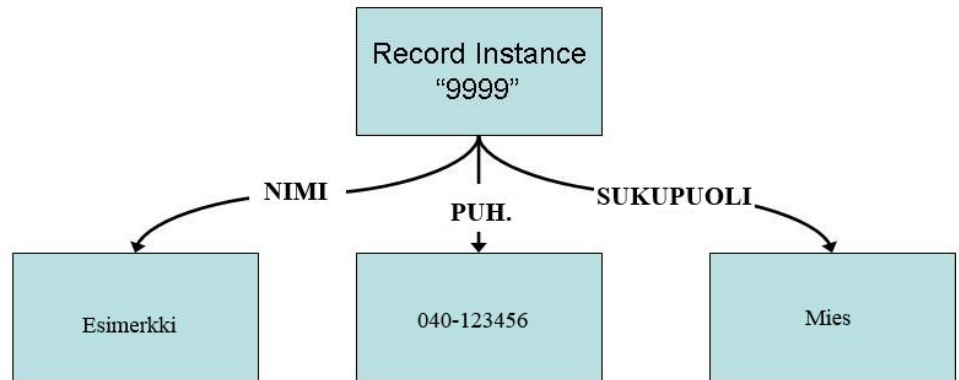 Record Instance
“9999”
NIMI
PUH.
SUKUPUOLI
Esimerkki
040-123456
Mies